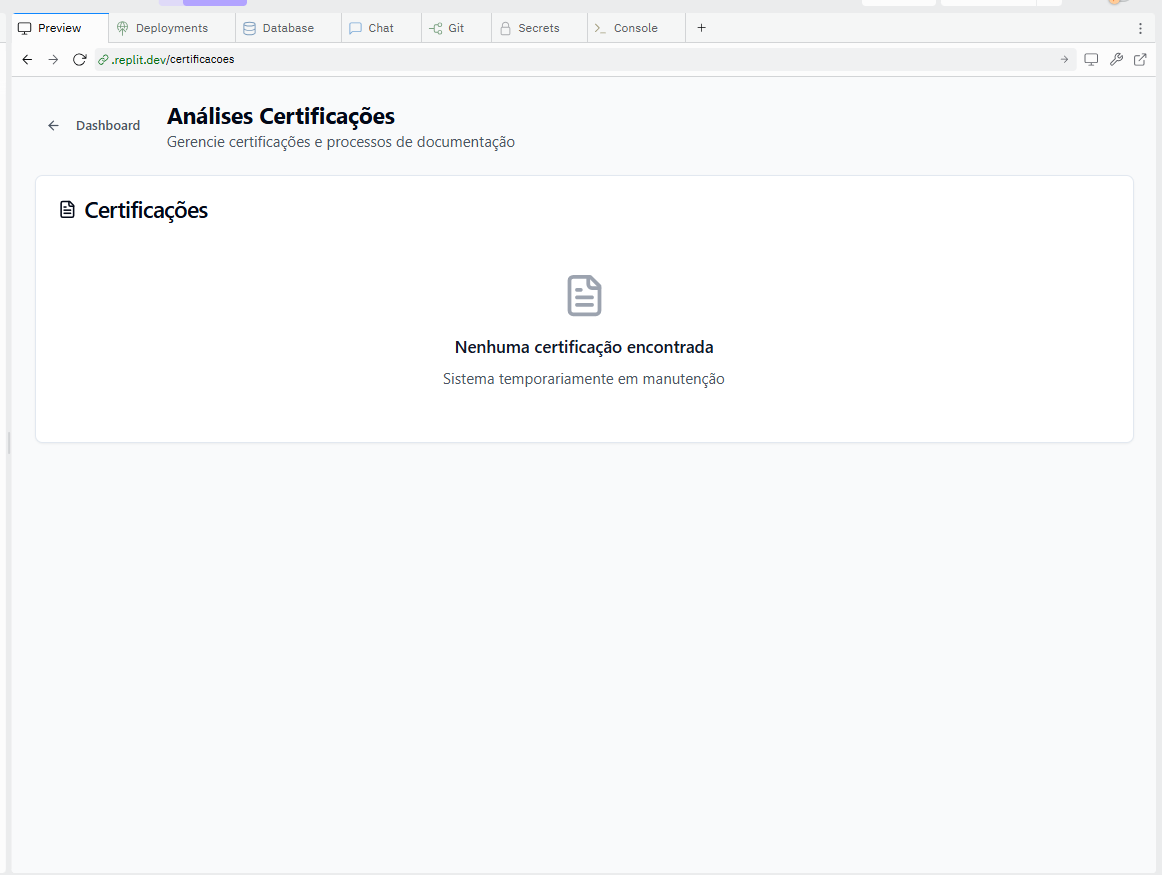 Preview Deployments Database Chat Git Secrets Console
.replit.dev/certificacoes
Dashboard
Análises Certificações
Gerencie certificações e processos de documentação
Certificações
Nenhuma certificação encontrada
Sistema temporariamente em manutenção